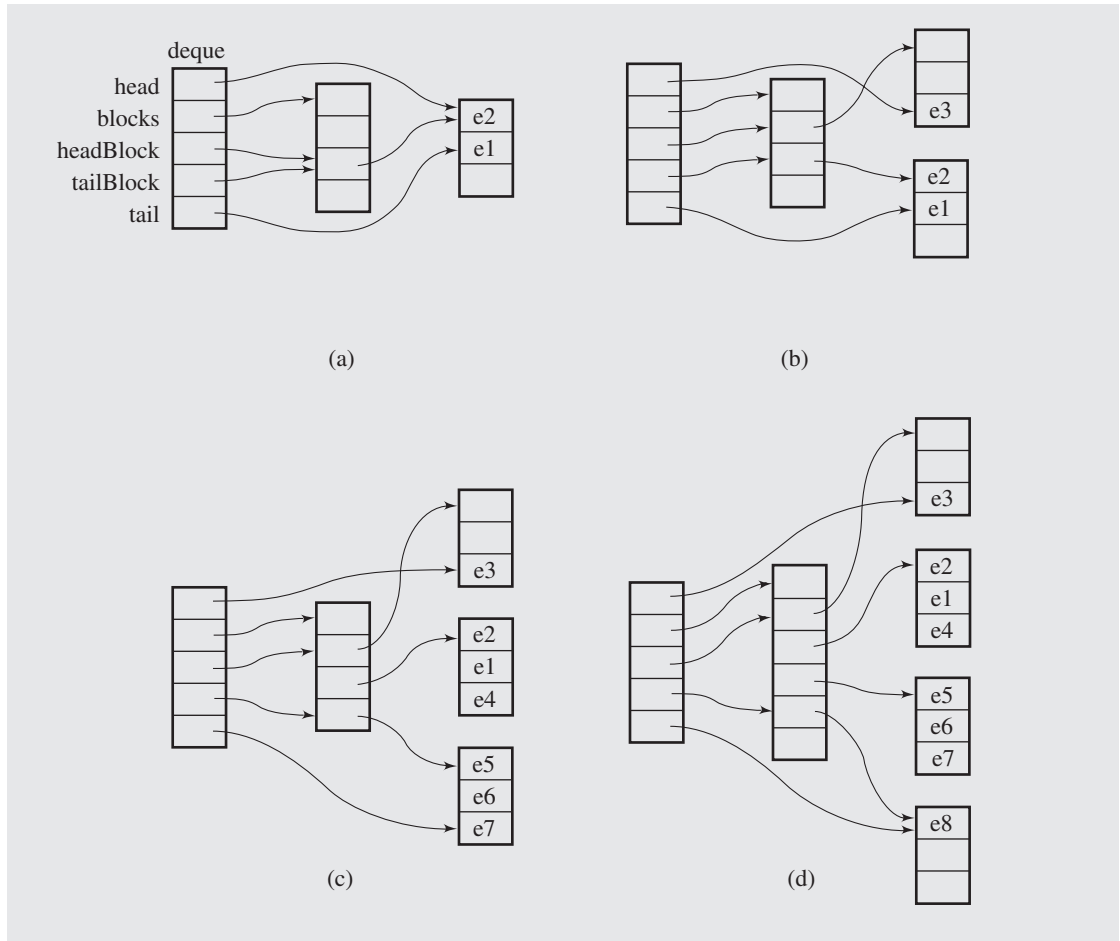 deque
head
blocks
headBlock
tailBlock
tail
e2
e1
(a)
e3
e2
e1
(b)
e3
e2
e1
e4
e5
e6
e7
(c)
e3
e2
e1
e4
e5
e6
e7
e8
(d)